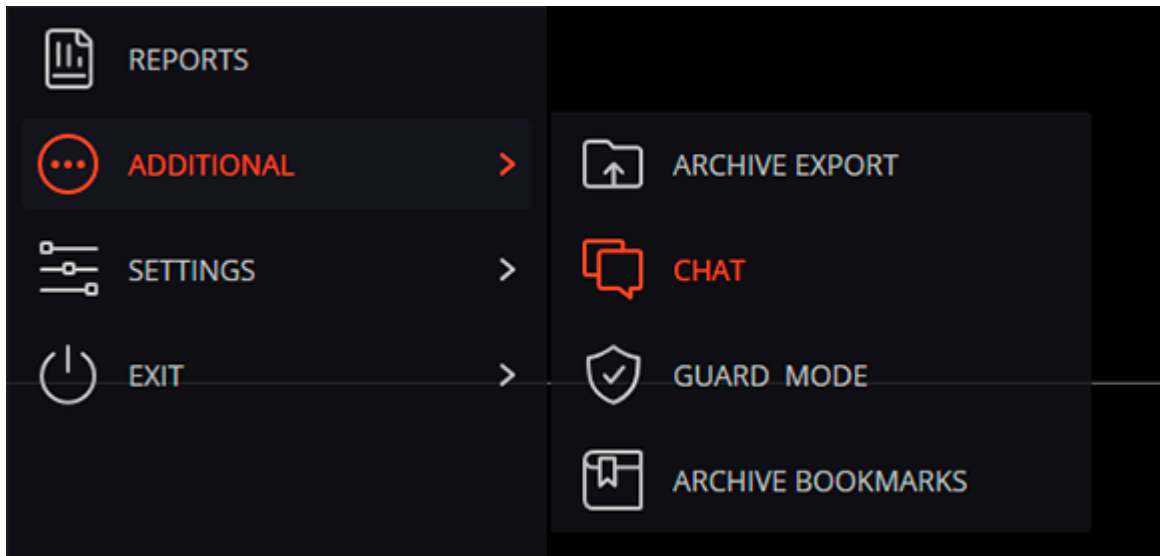 REPORTS
ADDITIONAL
SETTINGS
EXIT
ARCHIVE EXPORT
CHAT
GUARD MODE
ARCHIVE BOOKMARKS